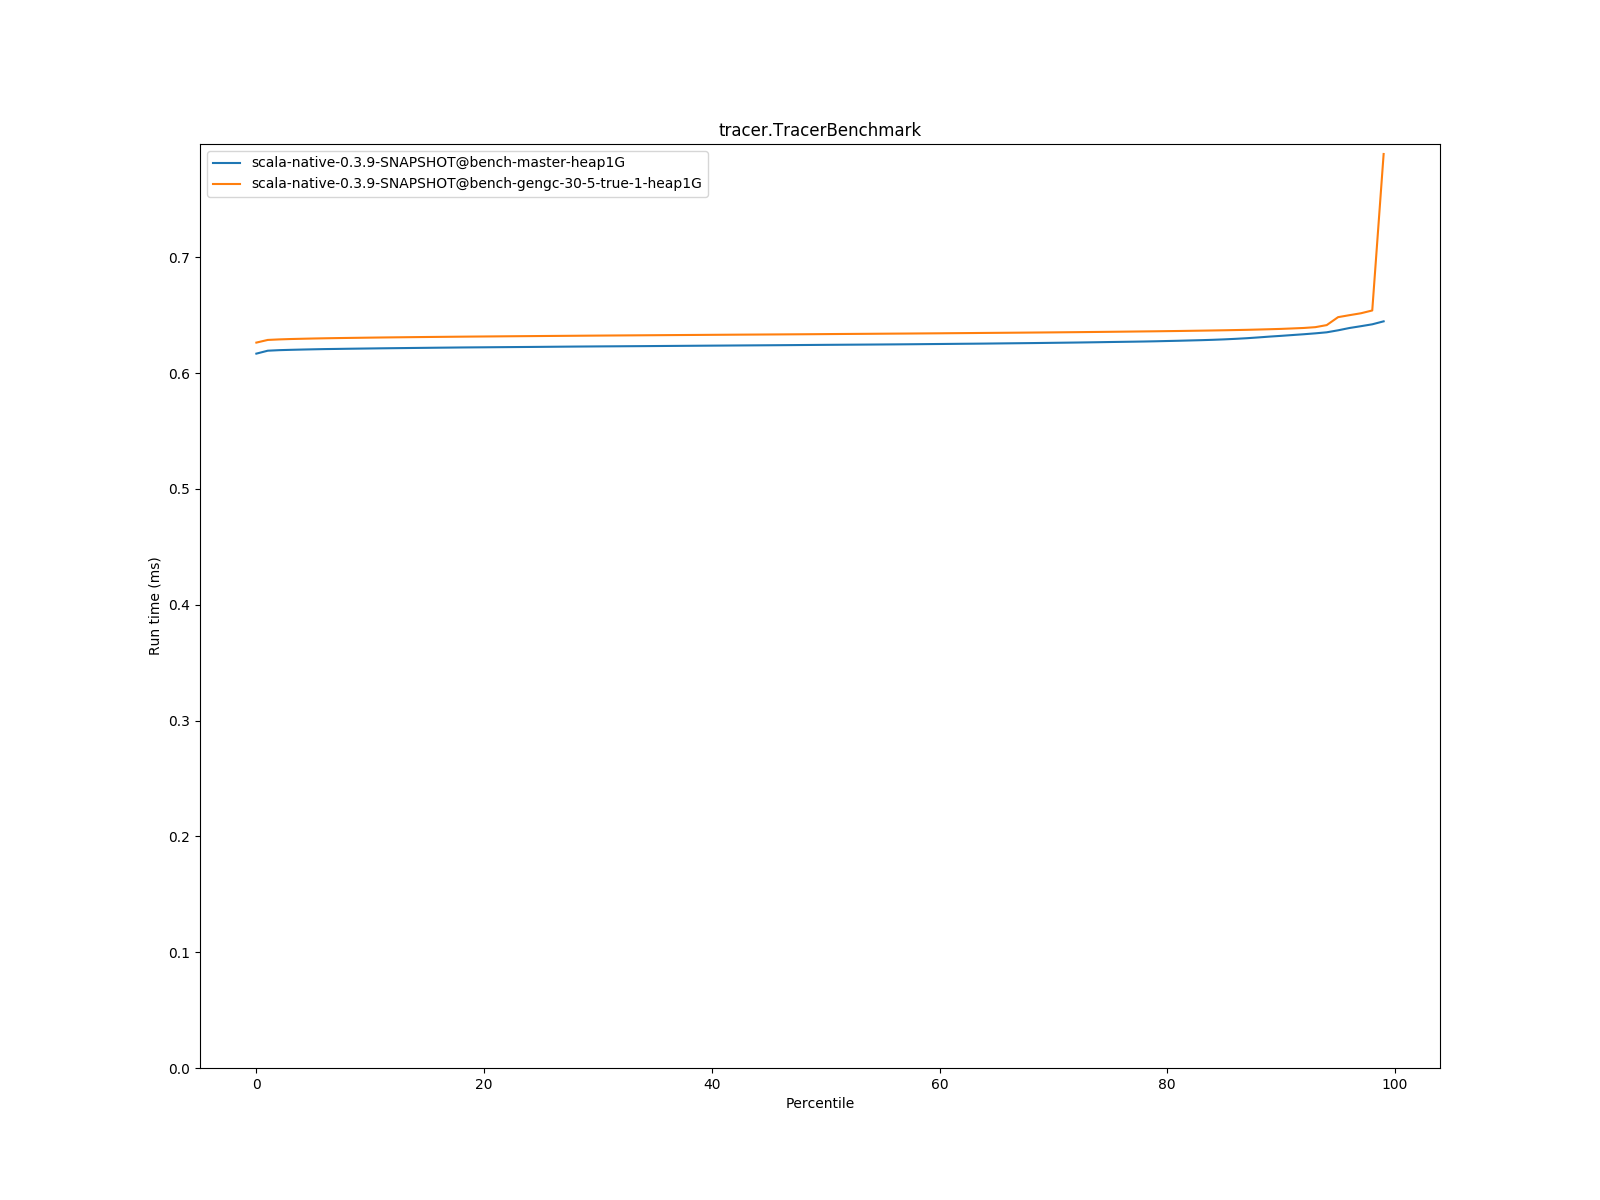 tracer.TracerBenchmark
scala-native-0.3.9-SNAPSHOT@bench-master-heap1G
scala-native-0.3.9-SNAPSHOT@bench-gengc-30-5-true-1-heap1G
Run time (ms)
0.7
0.6
0.5
0.4
0.3
0.2
0.1
0.0
0 20 40 60 80 100
Percentile